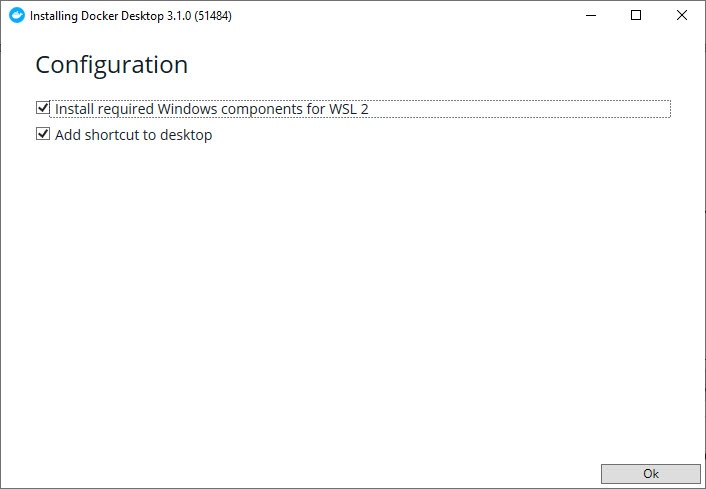 Installing Docker Desktop 3.1.0 (51484)
Configuration
Install required Windows components for WSL 2
Add shortcut to desktop
Ok